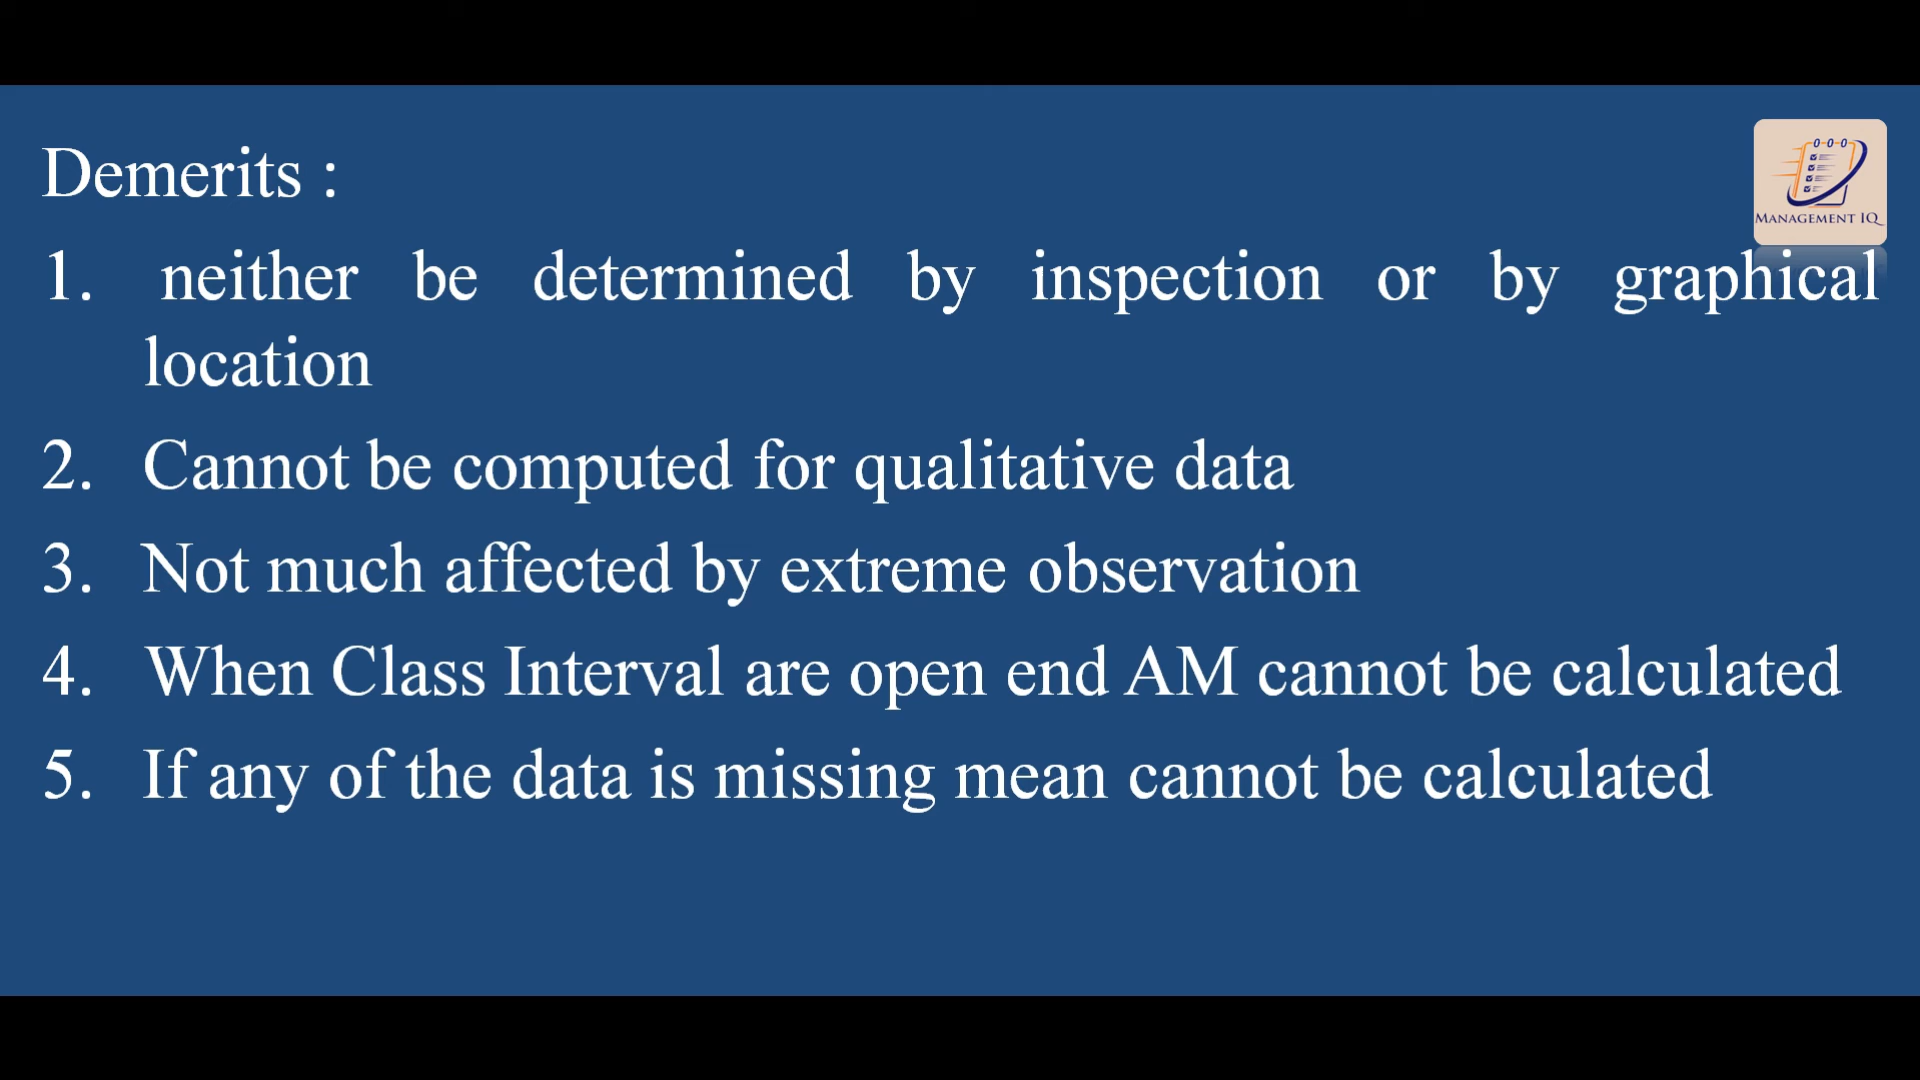 Demerits :
MANAGEMENT IQ
1. neither be determined by inspection or by graphical
location
2. Cannot be computed for qualitative data
3. Not much affected by extreme observation
4. When Class Interval are open end AM cannot be calculated
5. If any of the data is missing mean cannot be calculated